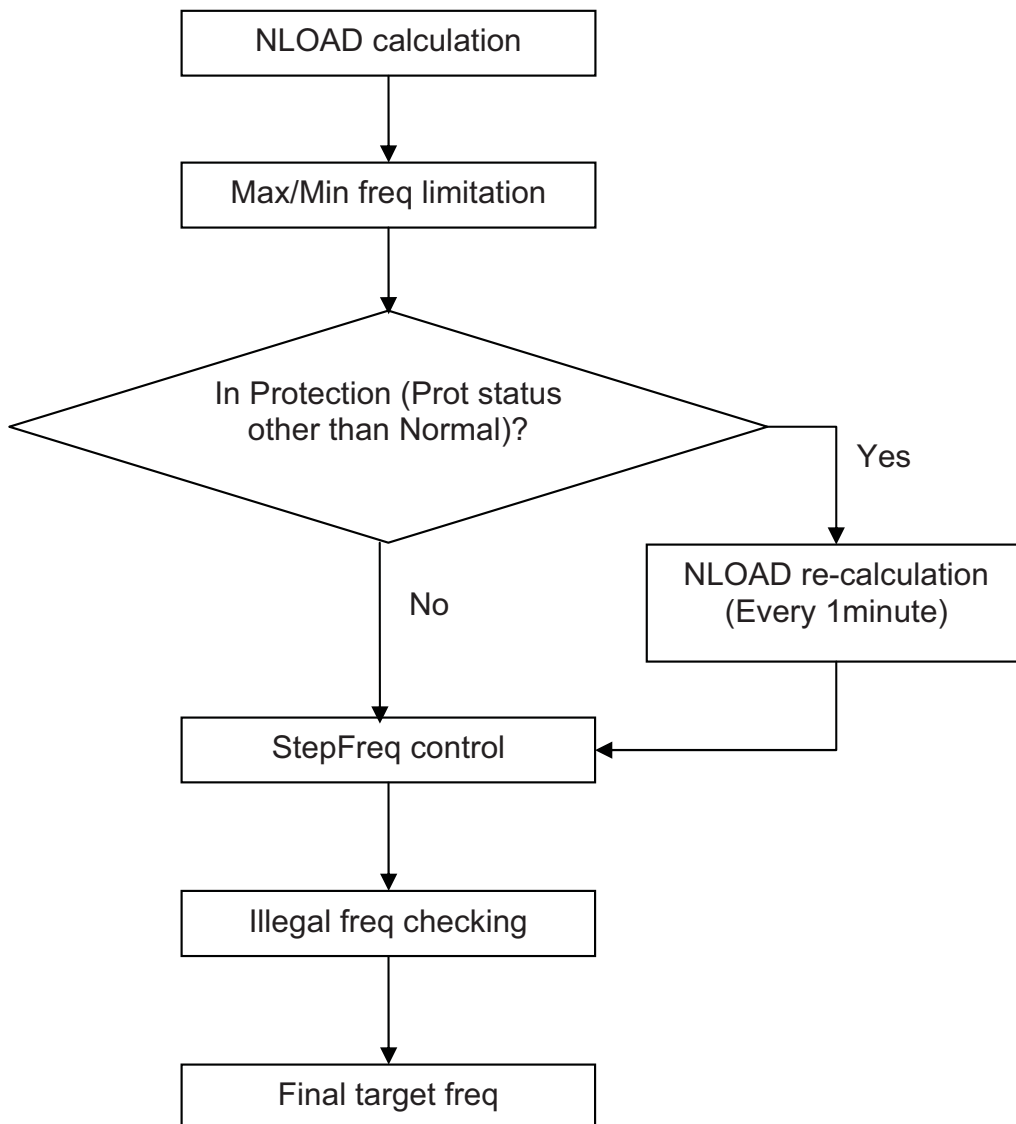 NLOAD calculation
Max/Min freq limitation
In Protection (Prot status
other than Normal)?
Yes
NLOAD re-calculation
(Every 1minute)
No
StepFreq control
Illegal freq checking
Final target freq